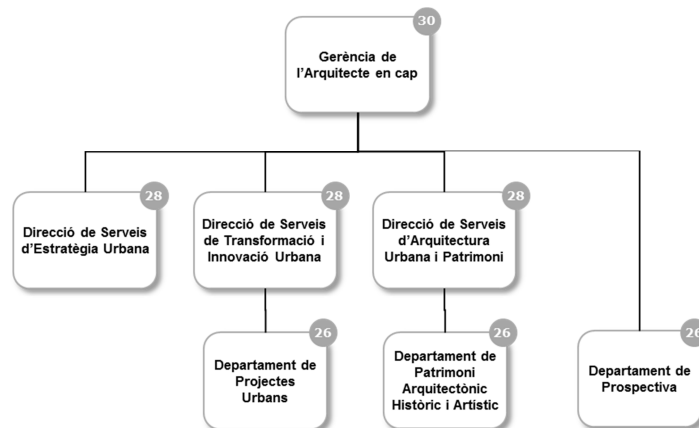 30
Gerència de
l'Arquitecte en cap
28
Direcció de Serveis
d'Estratègia Urbana
28
Direcció de Serveis
de Transformació i
Innovació Urbana
28
Direcció de Serveis
d'Arquitectura
Urbana i Patrimoni
26
Departament de
Projectes
Urbans
26
Departament de
Patrimoni
Arquitectònic
Històric i Artístic
26
Departament de
Prospectiva